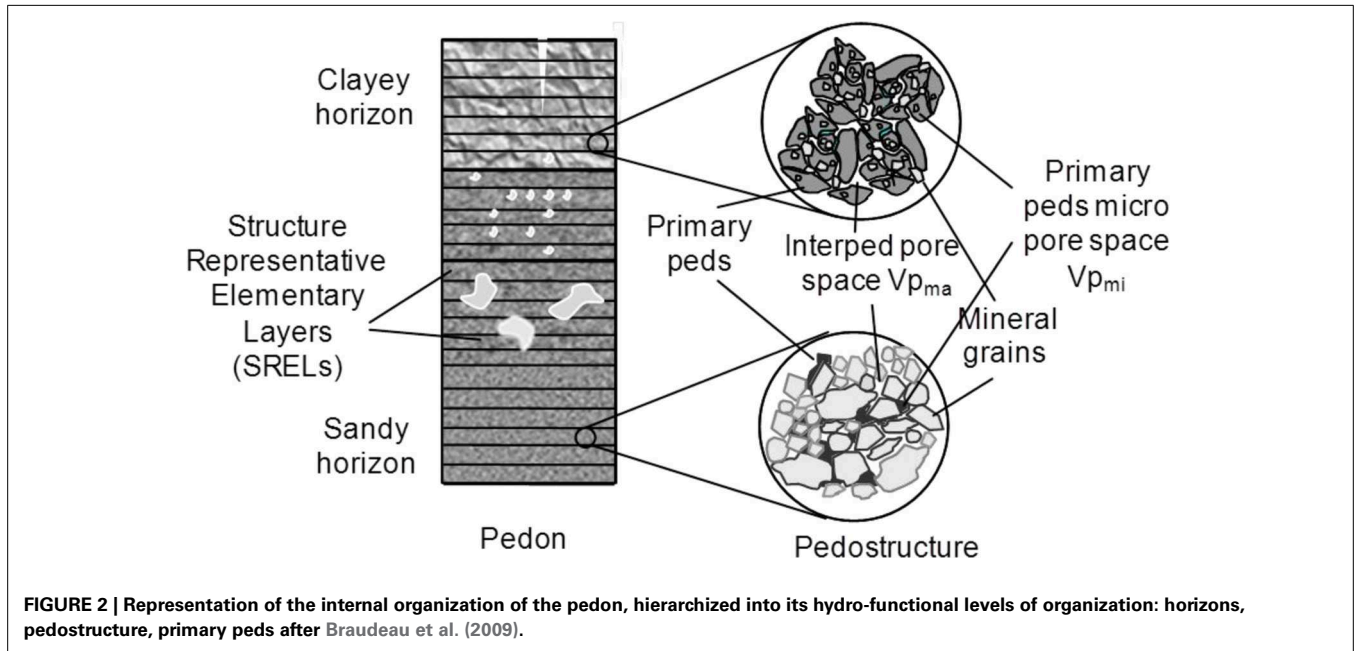 Clayey
horizon
Structure
Representative
Elementary
Layers
(SRELs)
Sandy
horizon
Pedon
Primary
peds
Interped pore
space Vpma
Primary
peds micro
pore space
Vpmi
Mineral
grains
Pedostructure
FIGURE 2 | Representation of the internal organization of the pedon, hierarchized into its hydro-functional levels of organization: horizons,
pedostructure, primary peds after Braudeau et al. (2009).